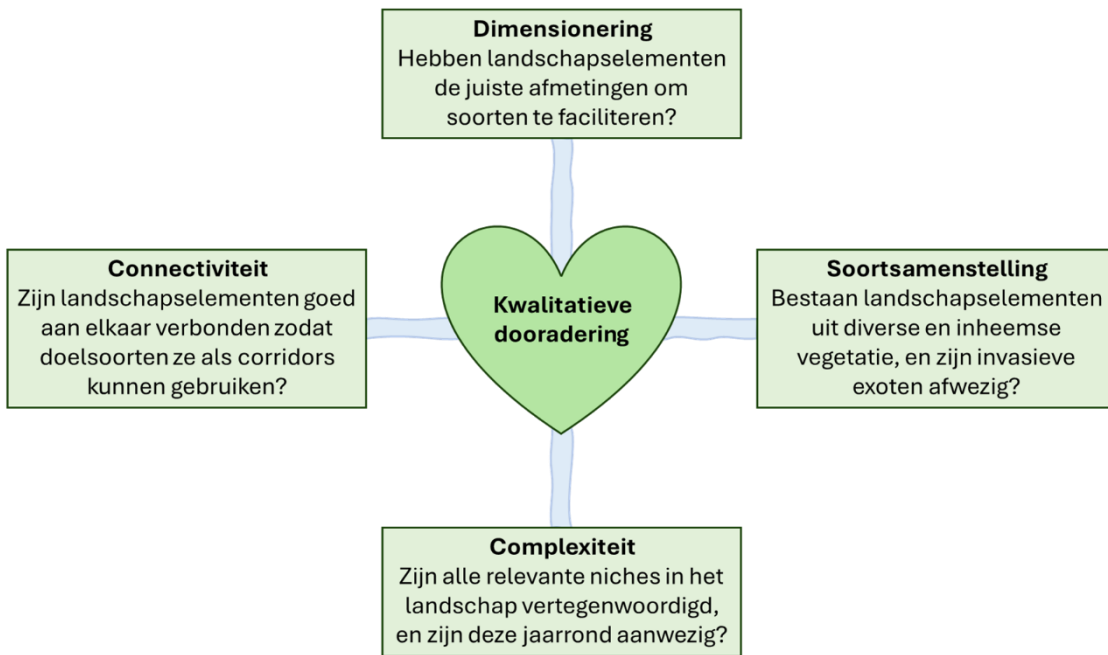 Dimensionering
Hebben landschapselementen
de juiste afmetingen om
soorten te faciliteren?
Connectiviteit
Zijn landschapselementen goed
aan elkaar verbonden zodat
doelsoorten ze als corridors
kunnen gebruiken?
Kwalitatieve
dooradering
Soortsamenstelling
Bestaan landschapselementen
uit diverse en inheemse
vegetatie, en zijn invasieve
exoten afwezig?
Complexiteit
Zijn alle relevante niches in het
landschap vertegenwoordigd,
en zijn deze jaarrond aanwezig?